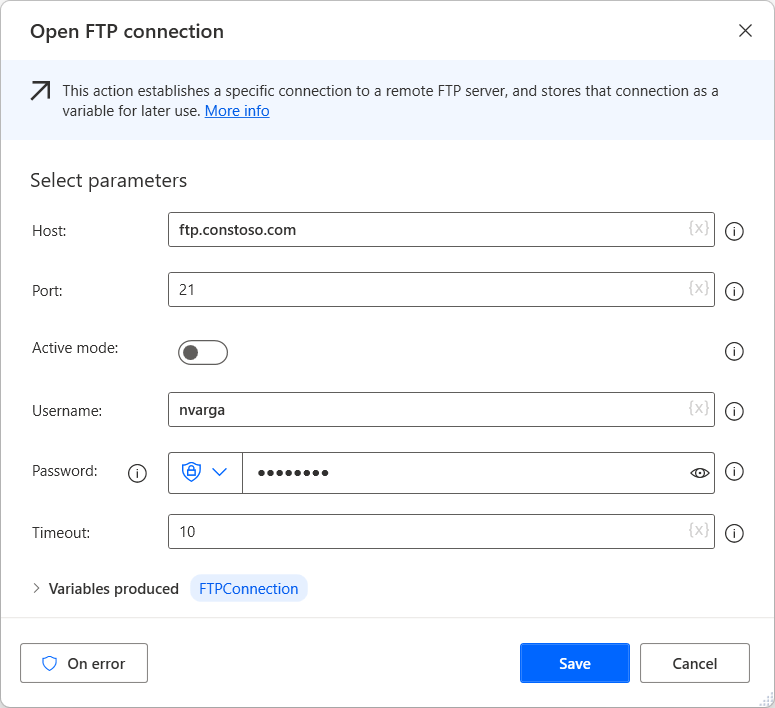 Open FTP connection
This action establishes a specific connection to a remote FTP server, and stores that connection as a
variable for later use. More info
Select parameters
Host: ftp.constoso.com {x}
Port: 21 {x}
Active mode:
Username: nvarga {x}
Password: ••••••••
Timeout: 10 {x}
Variables produced FTPConnection
On error Save Cancel